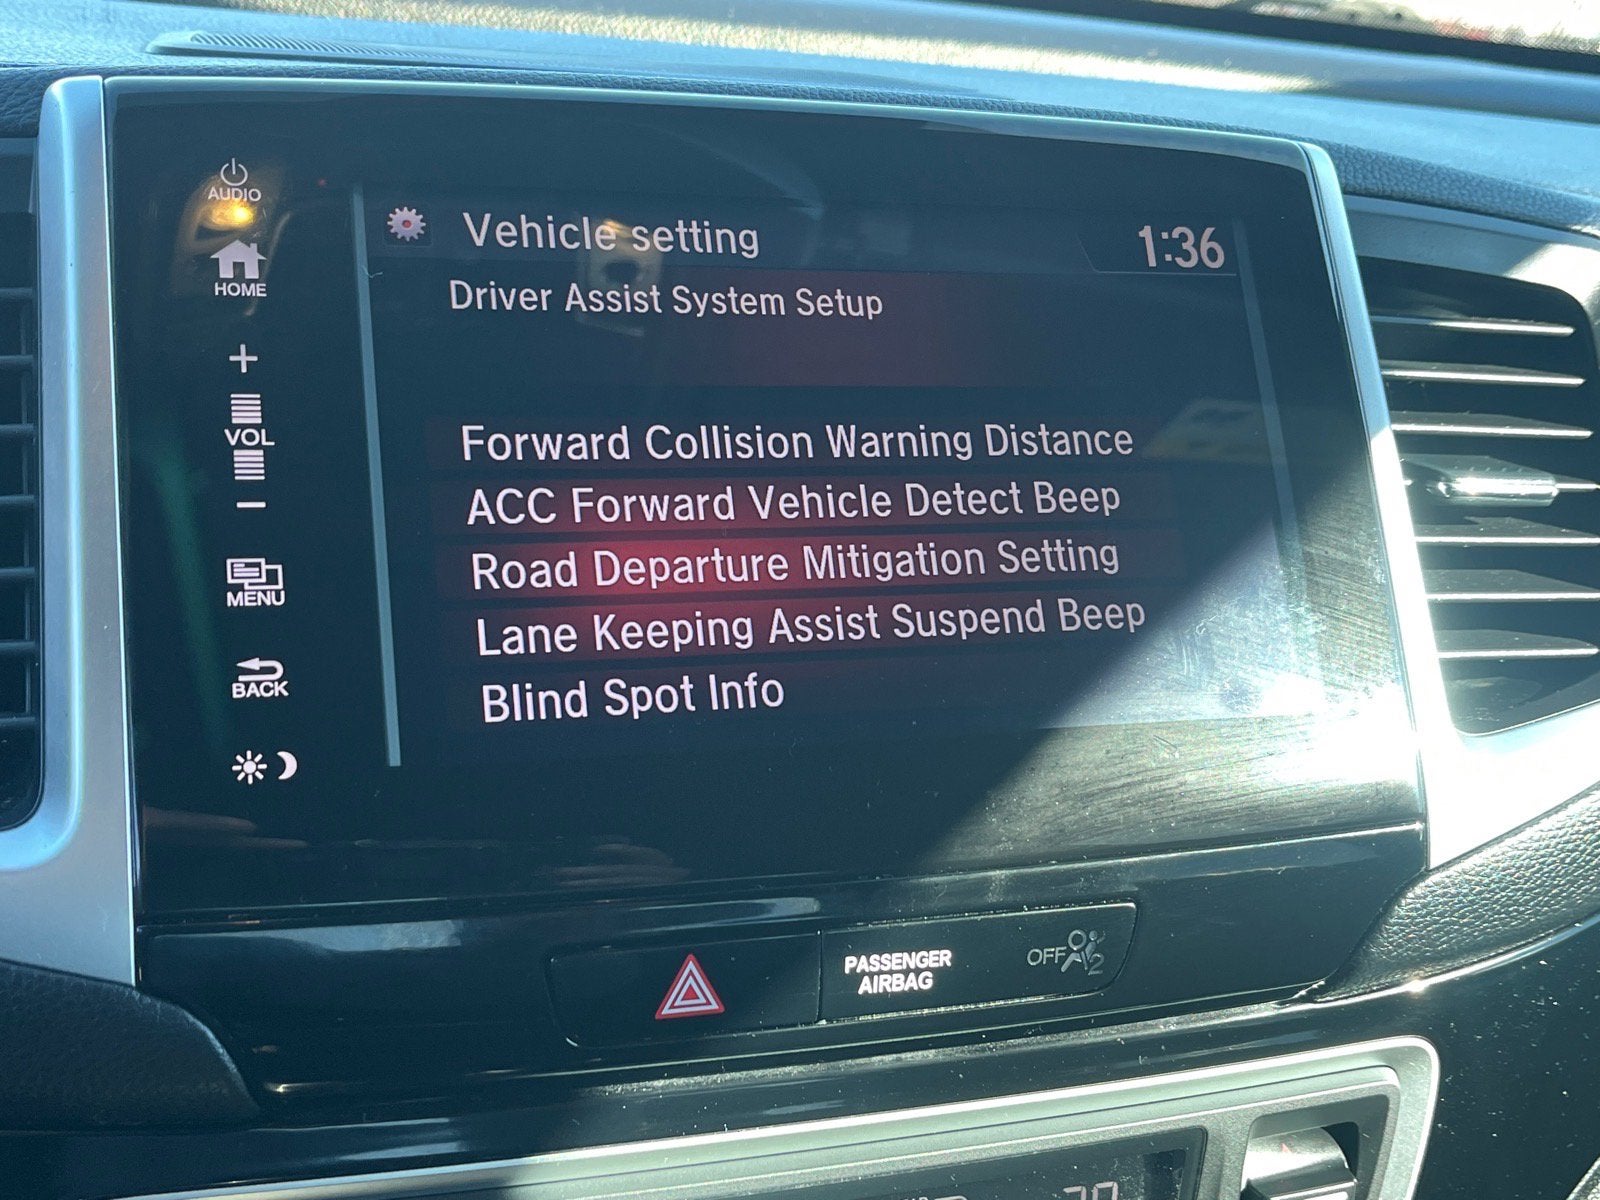 AUDIO
HOME
VOL
MENU
BACK
Vehicle setting
1:36
Driver Assist System Setup
Forward Collision Warning Distance
ACC Forward Vehicle Detect Beep
Road Departure Mitigation Setting
Lane Keeping Assist Suspend Beep
Blind Spot Info
PASSENGER
AIRBAG
OFF
2